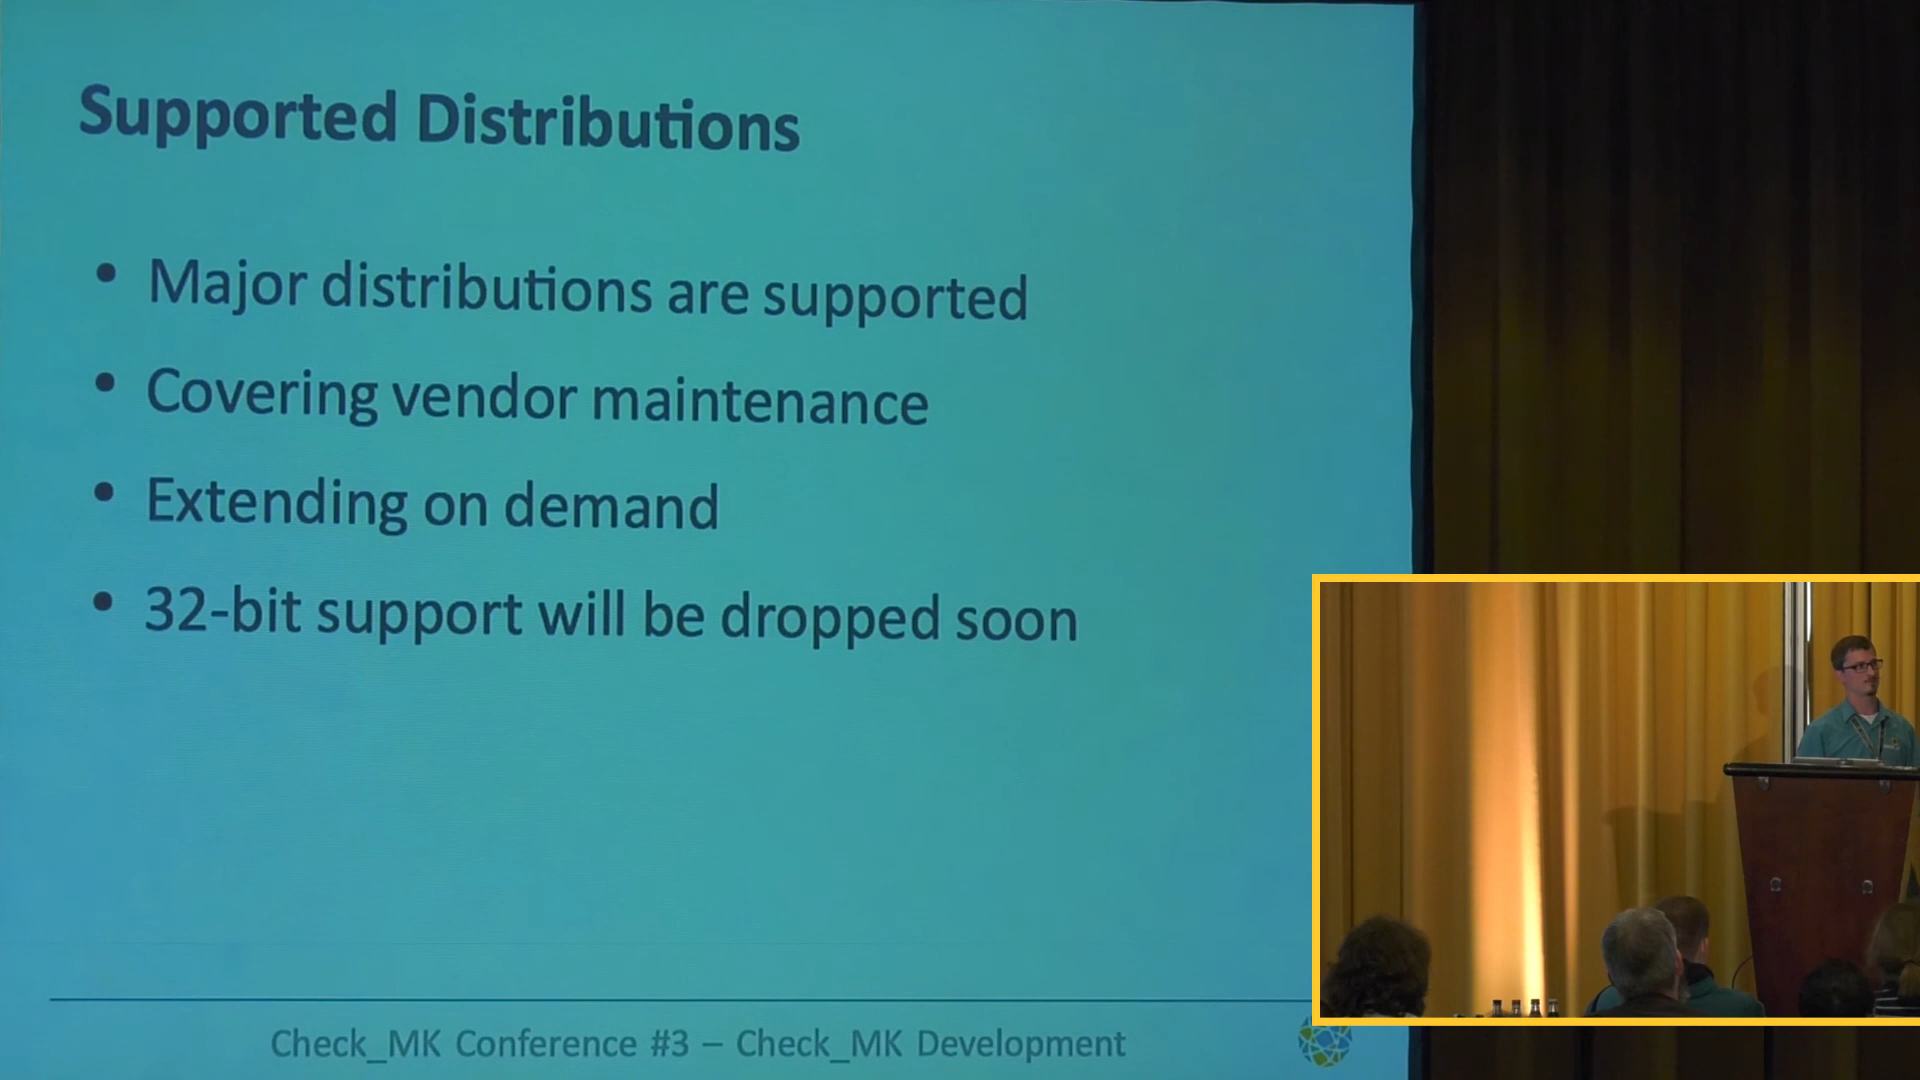 Supported Distributions
• Major distributions are supported
• Covering vendor maintenance
• Extending on demand
• 32-bit support will be dropped soon
Check_MK Conference #3 – Check_MK Development